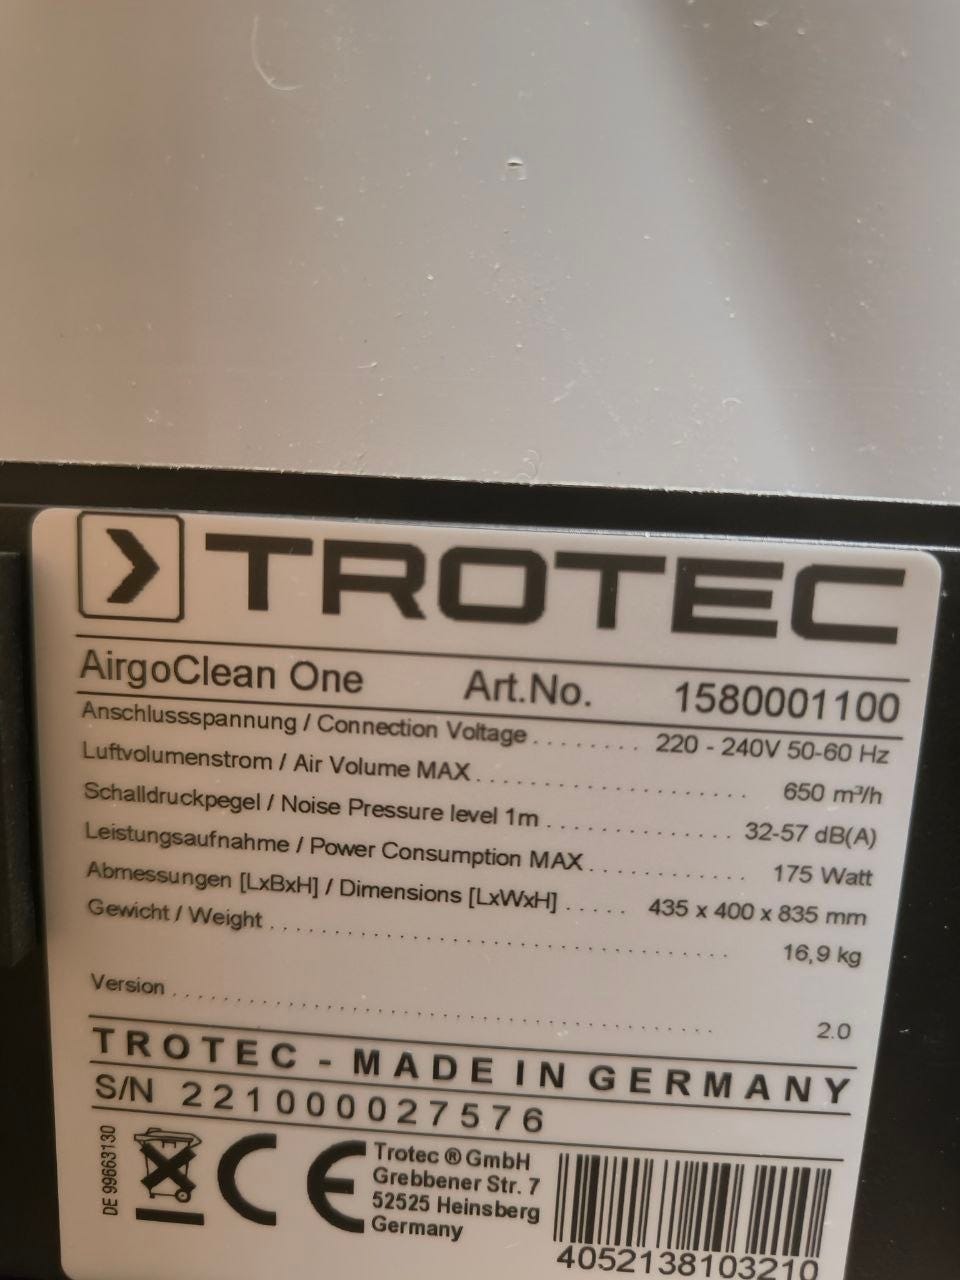 TROTEC
AirgoClean One Art.No. 1580001100
Anschlussspannung / Connection Voltage ........ 220 - 240V 50-60 Hz
Luftvolumenstrom / Air Volume MAX .................... 650 m³/h
Schalldruckpegel / Noise Pressure level 1m .............. 32-57 dB(A)
Leistungsaufnahme / Power Consumption MAX ............ 175 Watt
Abmessungen [LxBxH] / Dimensions [LxWxH] ..... 435 x 400 x 835 mm
Gewicht / Weight .................................... 16,9 kg
Version ........................................... 2.0
TROTEC - MADE IN GERMANY
S/N 221000027576
DE 99663130
CE
Trotec ® GmbH
Grebbener Str. 7
52525 Heinsberg
Germany
4052138103210